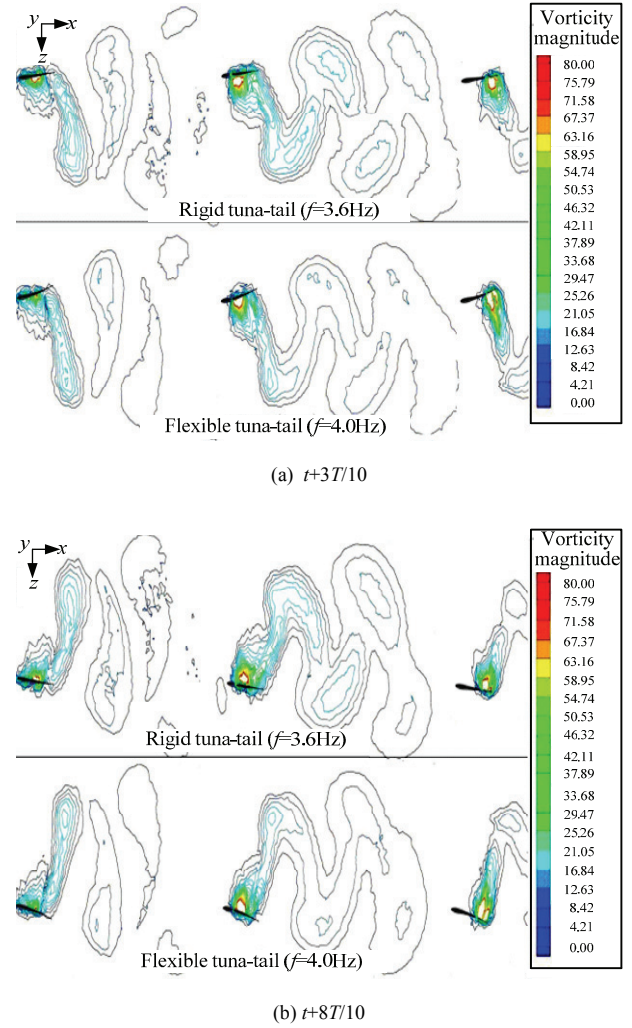 y
x
z
Vorticity
magnitude
80.00
75.79
71.58
67.37
63.16
58.95
54.74
50.53
46.32
42.11
37.89
33.68
29.47
25.26
21.05
16.84
12.63
8.42
4.21
0.00
Rigid tuna-tail (f=3.6Hz)
Flexible tuna-tail (f=4.0Hz)
(a) t+3T/10
y
x
z
Vorticity
magnitude
80.00
75.79
71.58
67.37
63.16
58.95
54.74
50.53
46.32
42.11
37.89
33.68
29.47
25.26
21.05
16.84
12.63
8.42
4.21
0.00
Rigid tuna-tail (f=3.6Hz)
Flexible tuna-tail (f=4.0Hz)
(b) t+8T/10